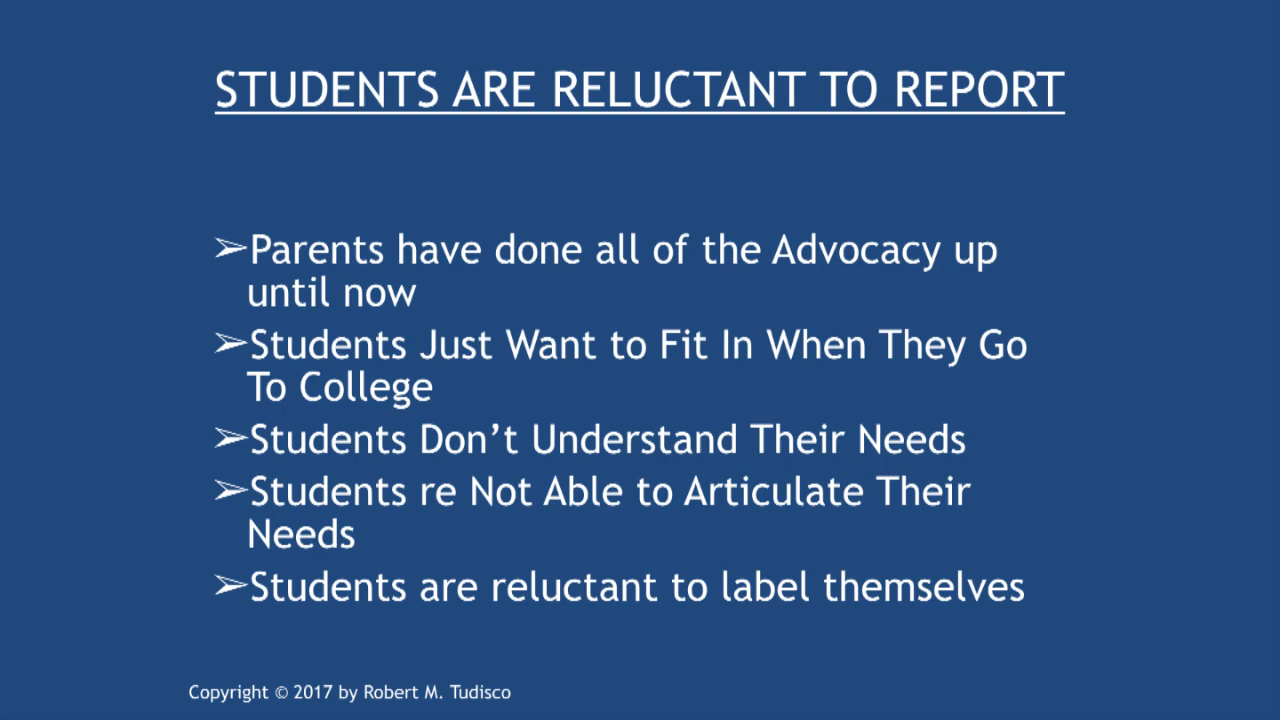 STUDENTS ARE RELUCTANT TO REPORT
➢Parents have done all of the Advocacy up
until now
➢Students Just Want to Fit In When They Go
To College
➢Students Don’t Understand Their Needs
➢Students re Not Able to Articulate Their
Needs
➢Students are reluctant to label themselves
Copyright © 2017 by Robert M. Tudisco